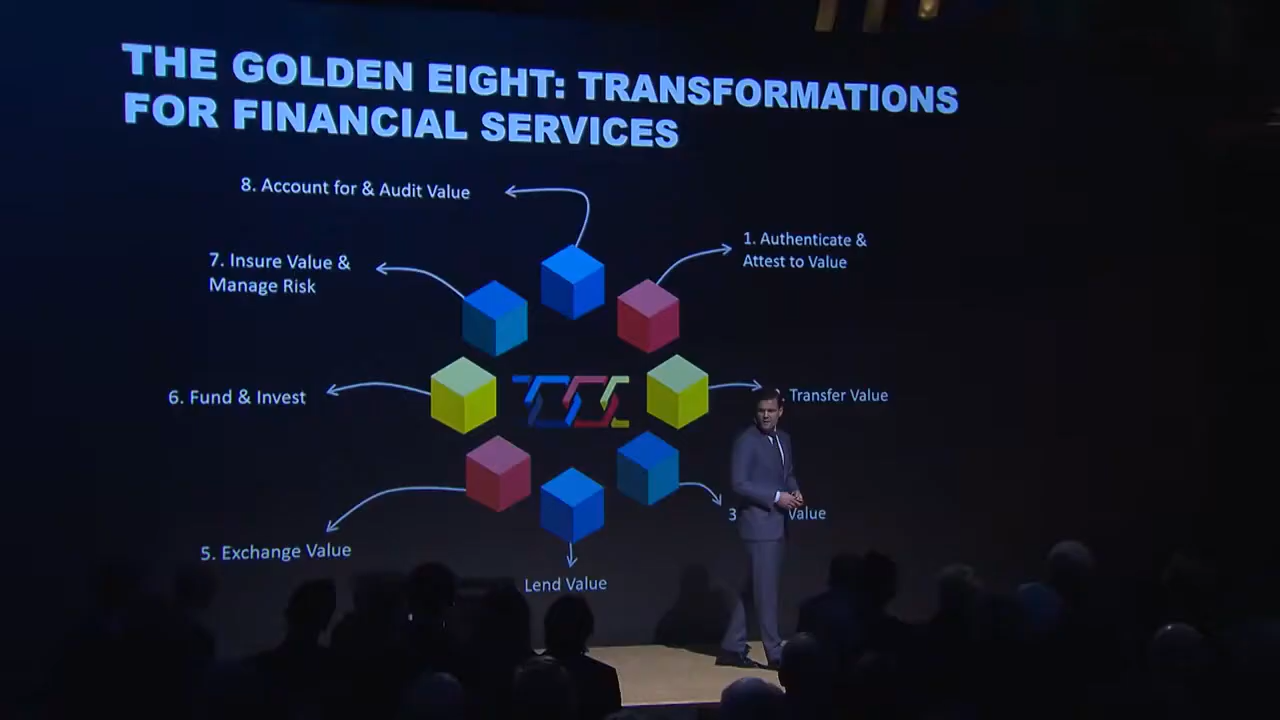 THE GOLDEN EIGHT: TRANSFORMATIONS
FOR FINANCIAL SERVICES
8. Account for & Audit Value
1. Authenticate &
Attest to Value
7. Insure Value &
Manage Risk
6. Fund & Invest
Transfer Value
3 Value
5. Exchange Value
Lend Value